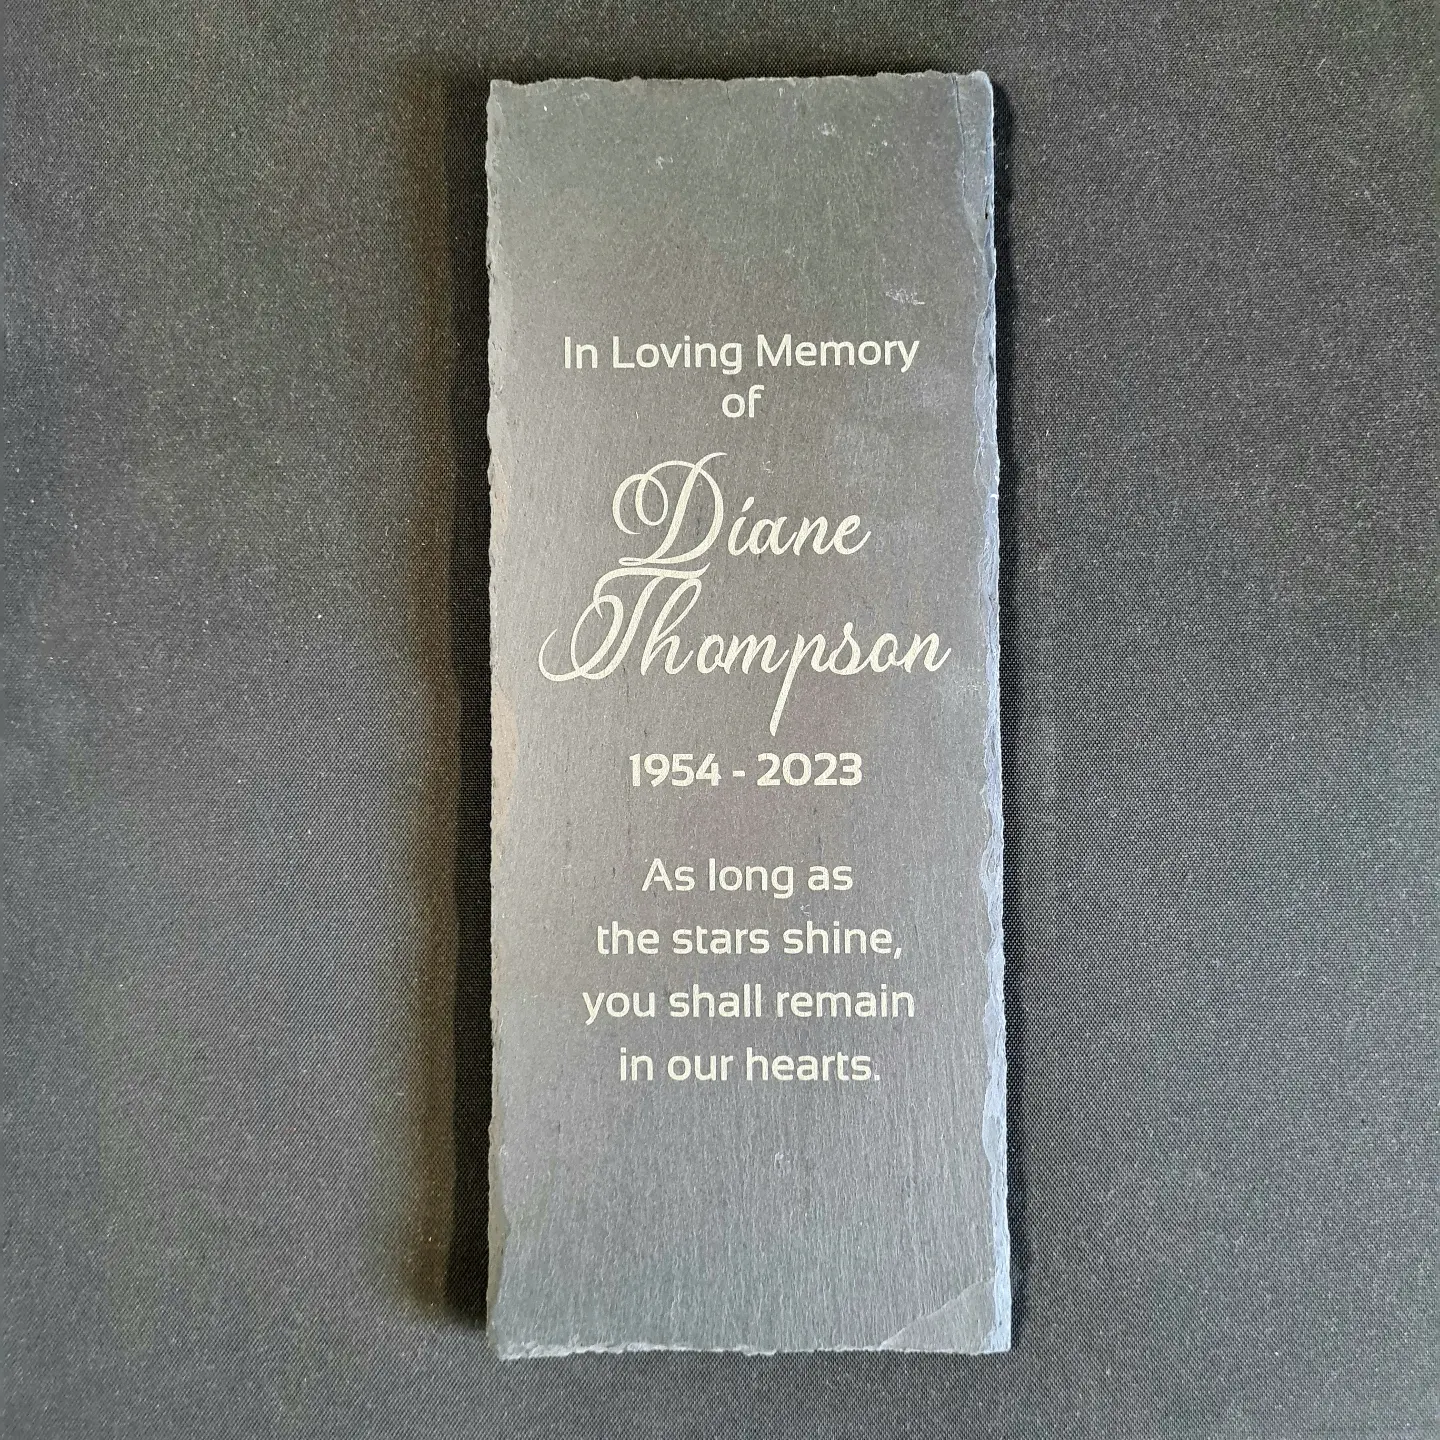 In Loving Memory
of
Diane
Thompson
1954 - 2023
As long as
the stars shine,
you shall remain
in our hearts.